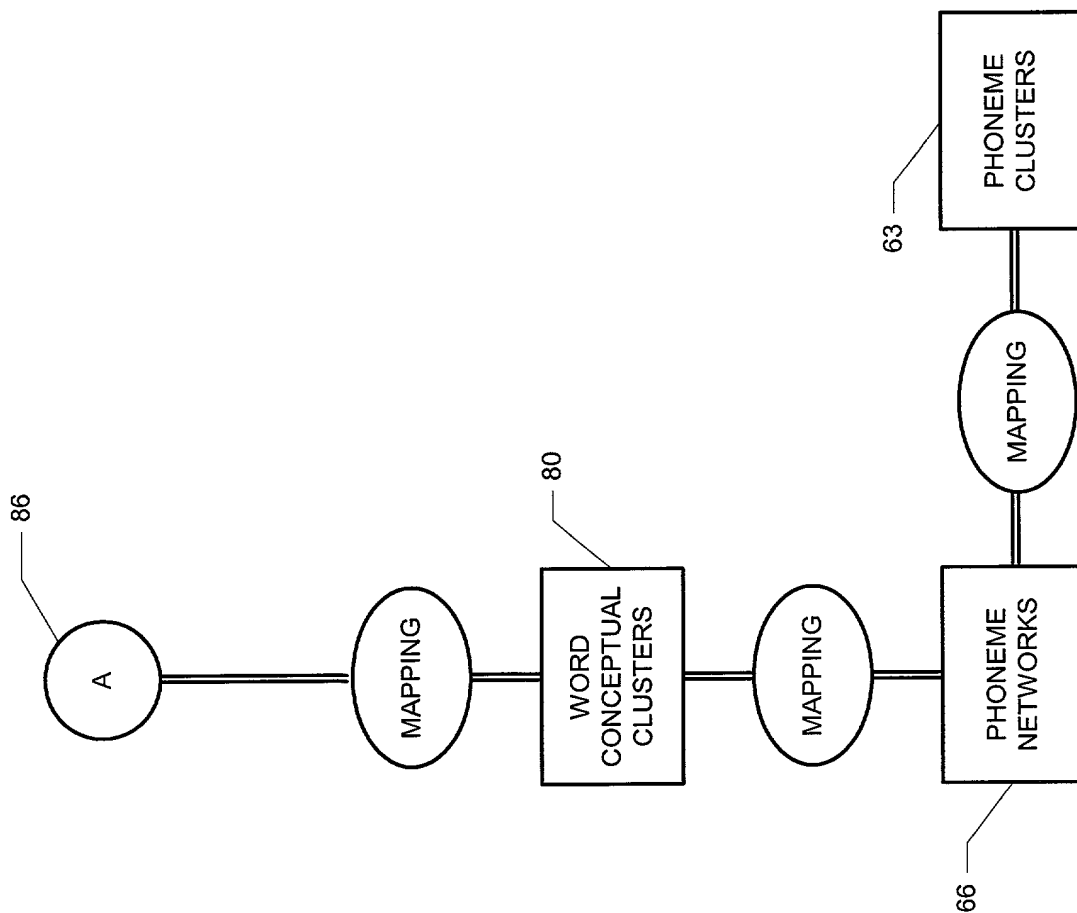 86
A
MAPPING
80
WORD
CONCEPTUAL
CLUSTERS
MAPPING
63
66
PHONEME
NETWORKS
MAPPING
PHONEME
CLUSTERS